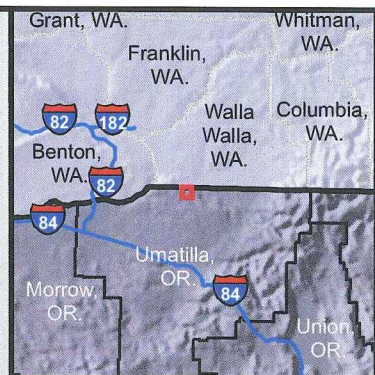 Grant, WA.
Whitman,
WA.
Franklin,
WA.
82
182
Walla
Walla,
WA.
Columbia,
WA.
Benton,
WA.
82
84
Umatilla,
OR.
Morrow,
OR.
84
Union,
OR.